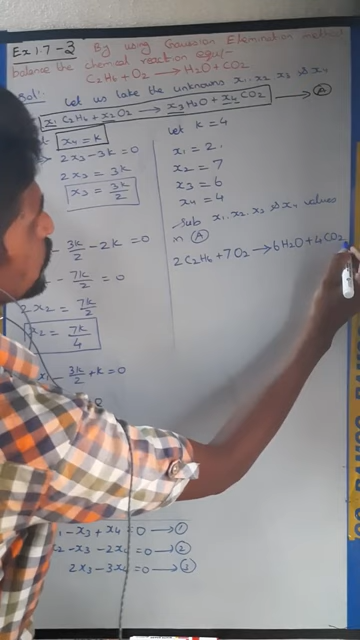 Ex 1.7 - 3 By using Gaussian Elemination method
balance the chemical reaction equ:-
C2H6 + O2 → H2O + CO2
Sol: Let us take the unknowns x1, x2, x3 & x4
x1 C2H6 + x2 O2 → x3 H2O + x4 CO2 → A
x4 = k
2x3 - 3k = 0
2x3 = 3k
x3 = 3k/2
3k/2 - 2k = 0
- 7k/2 = 0
2x2 = 7k/2
x2 = 7k/4
x1 - 3k/2 + k = 0
let k = 4
x1 = 2.
x2 = 7
x3 = 6
x4 = 4
Sub x1, x2, x3 & x4 values
in A
2C2H6 + 7O2 → 6H2O + 4CO2
1 - x3 + x4 = 0 → 1
- x3 - 2x4 = 0 → 2
2x3 - 3x4 = 0 → 3